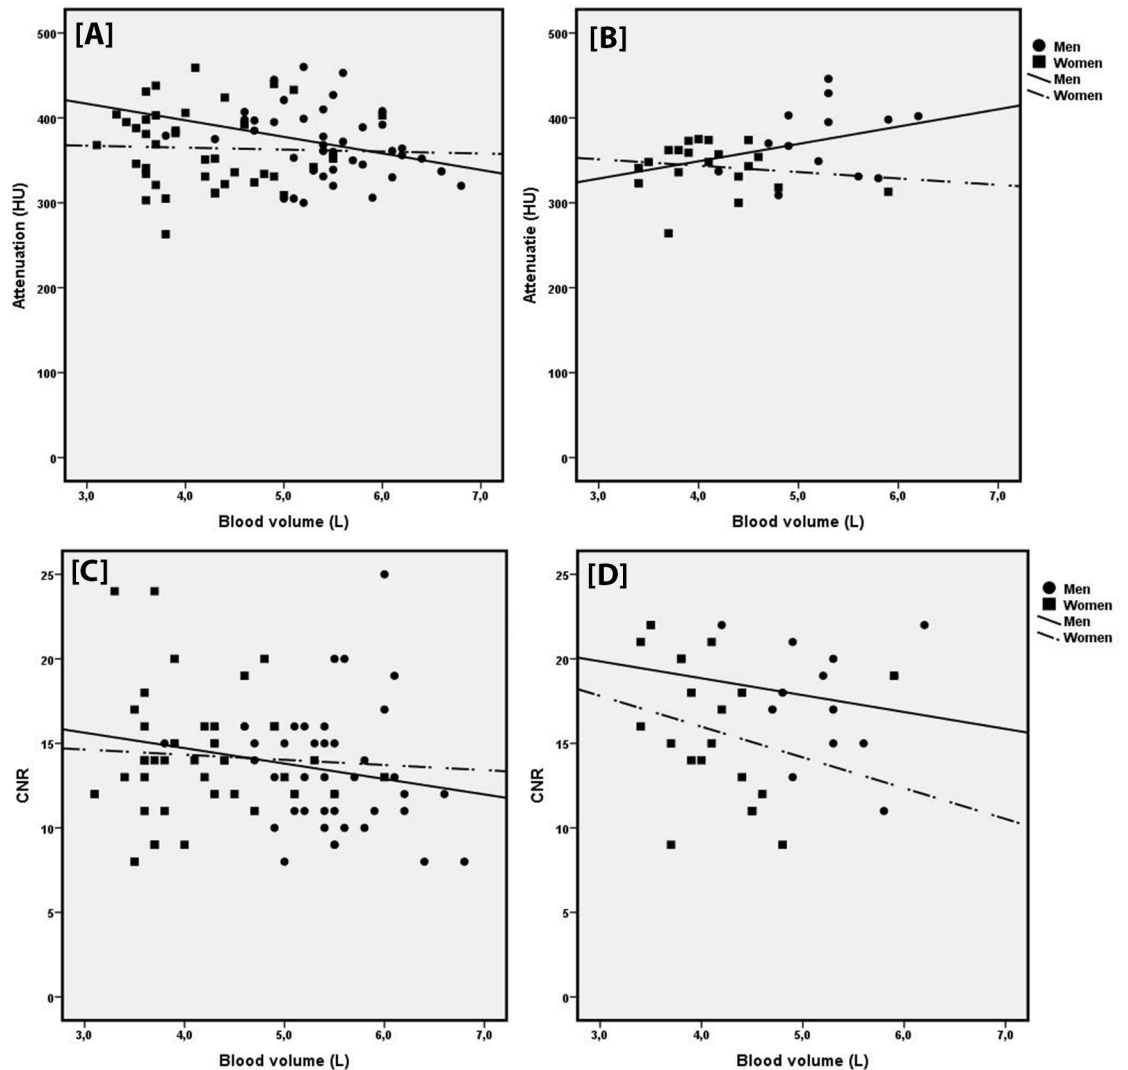 [A]
500
400
300
200
100
0
Attenuation (HU)
3,0 4,0 5,0 6,0 7,0
Blood volume (L)
[B]
500
400
300
200
100
0
Attenuatie (HU)
3,0 4,0 5,0 6,0 7,0
Blood volume (L)
Men
Women
Men
Women
[C]
25
20
15
10
5
0
CNR
3,0 4,0 5,0 6,0 7,0
Blood volume (L)
[D]
25
20
15
10
5
0
CNR
3,0 4,0 5,0 6,0 7,0
Blood volume (L)
Men
Women
Men
Women